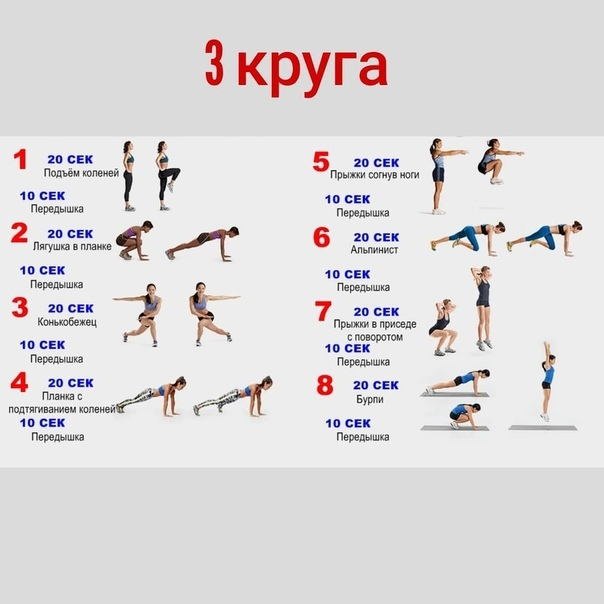 3 круга
1
20 СЕК
Подъём коленей
10 СЕК
Передышка
2
20 СЕК
Лягушка в планке
10 СЕК
Передышка
3
20 СЕК
Конькобежец
10 СЕК
Передышка
4
20 СЕК
Планка с
подтягиванием коленей
10 СЕК
Передышка
5
20 СЕК
Прыжки согнув ноги
10 СЕК
Передышка
6
20 СЕК
Альпинист
10 СЕК
Передышка
7
20 СЕК
Прыжки в приседе
с поворотом
10 СЕК
Передышка
8
20 СЕК
Бурпи
10 СЕК
Передышка